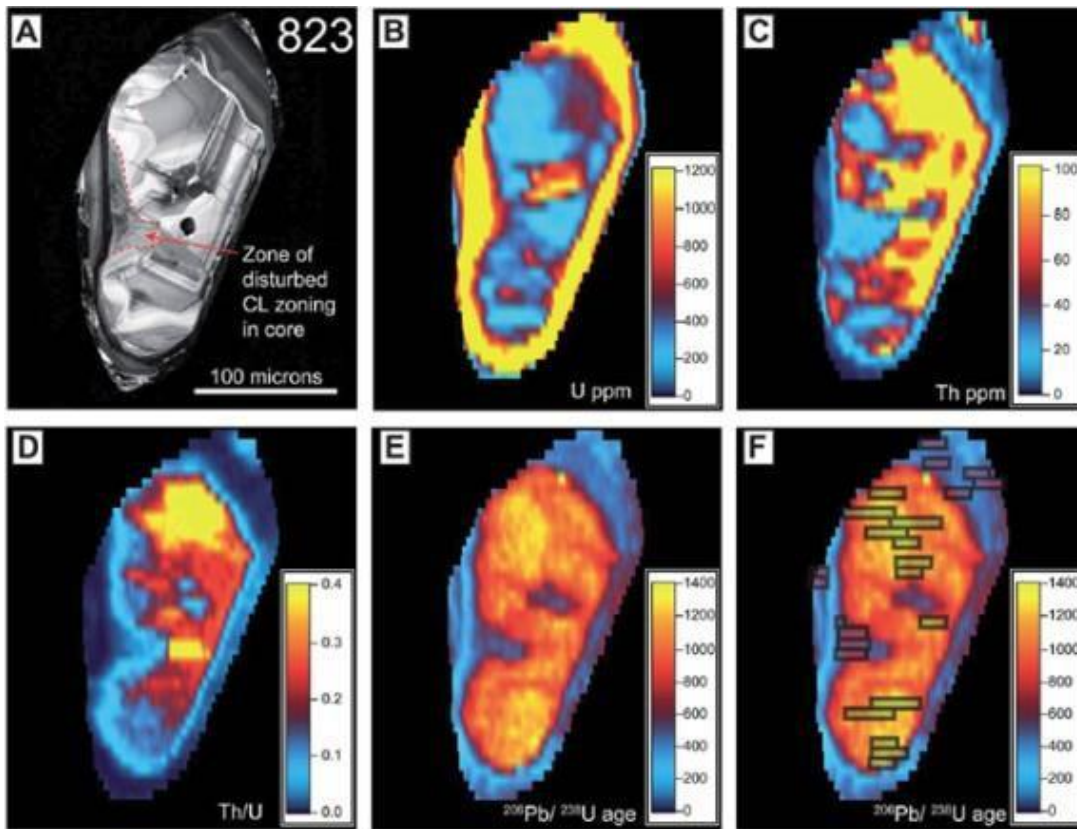 A
823
Zone of
disturbed
CL zoning
in core
100 microns
B
1200
1000
800
600
400
200
0
U ppm
C
100
80
60
40
20
0
Th ppm
D
0.4
0.3
0.2
0.1
0.0
Th/U
E
1400
1200
1000
800
600
400
200
0
²⁰⁶Pb/ ²³⁸U age
F
1400
1200
1000
800
600
400
200
0
²⁰⁶Pb/ ²³⁸U age